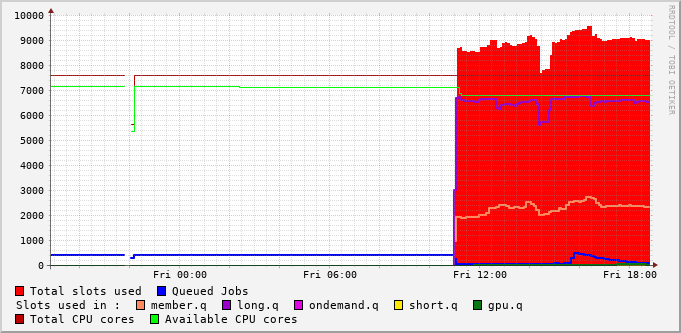 RRDTOOL / TOBI OETIKER
10000
9000
8000
7000
6000
5000
4000
3000
2000
1000
0
Fri 00:00 Fri 06:00 Fri 12:00 Fri 18:00
Total slots used Queued Jobs
Slots used in : member.q long.q ondemand.q short.q gpu.q
Total CPU cores Available CPU cores